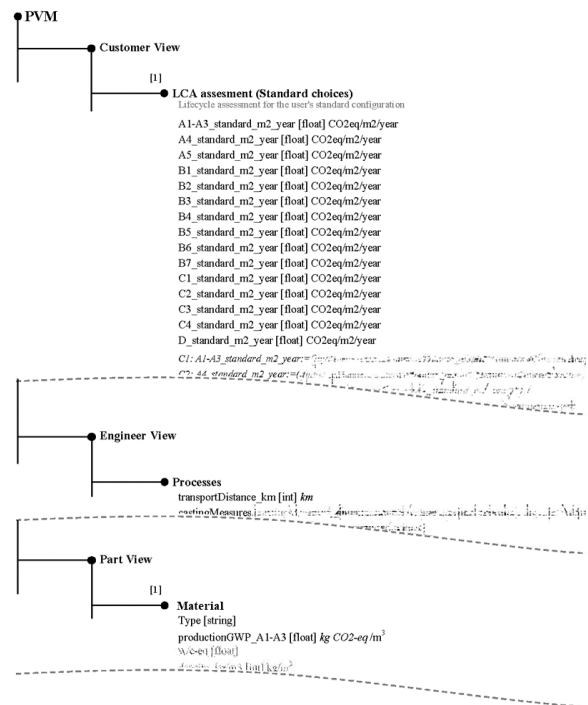 PVM
Customer View
[1]
LCA assesment (Standard choices)
Lifecycle assessment for the user's standard configuration
A1-A3_standard_m2_year [float] CO2eq/m2/year
A4_standard_m2_year [float] CO2eq/m2/year
A5_standard_m2_year [float] CO2eq/m2/year
B1_standard_m2_year [float] CO2eq/m2/year
B2_standard_m2_year [float] CO2eq/m2/year
B3_standard_m2_year [float] CO2eq/m2/year
B4_standard_m2_year [float] CO2eq/m2/year
B5_standard_m2_year [float] CO2eq/m2/year
B6_standard_m2_year [float] CO2eq/m2/year
B7_standard_m2_year [float] CO2eq/m2/year
C1_standard_m2_year [float] CO2eq/m2/year
C2_standard_m2_year [float] CO2eq/m2/year
C3_standard_m2_year [float] CO2eq/m2/year
C4_standard_m2_year [float] CO2eq/m2/year
D_standard_m2_year [float] CO2eq/m2/year
C1: A1-A3_standard_m2_year:=
C2: A4_standard_m2_year:=
Engineer View
Processes
transportDistance_km [int] km
castingMeasures
Part View
[1]
Material
Type [string]
productionGWP_A1-A3 [float] kg CO2-eq/m³
w/c-eq [float]
[int] kg/m³